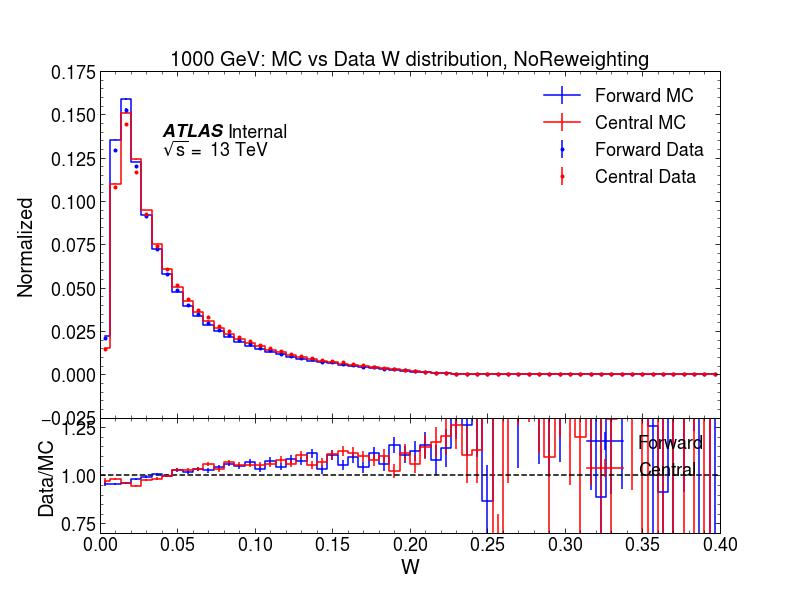 1000 GeV: MC vs Data W distribution, NoReweighting
0.175
0.150
0.125
0.100
0.075
0.050
0.025
0.000
−0.025
Normalized
ATLAS Internal
√s = 13 TeV
Forward MC
Central MC
Forward Data
Central Data
1.25
1.00
0.75
Data/MC
Forward
Central
0.00 0.05 0.10 0.15 0.20 0.25 0.30 0.35 0.40
W